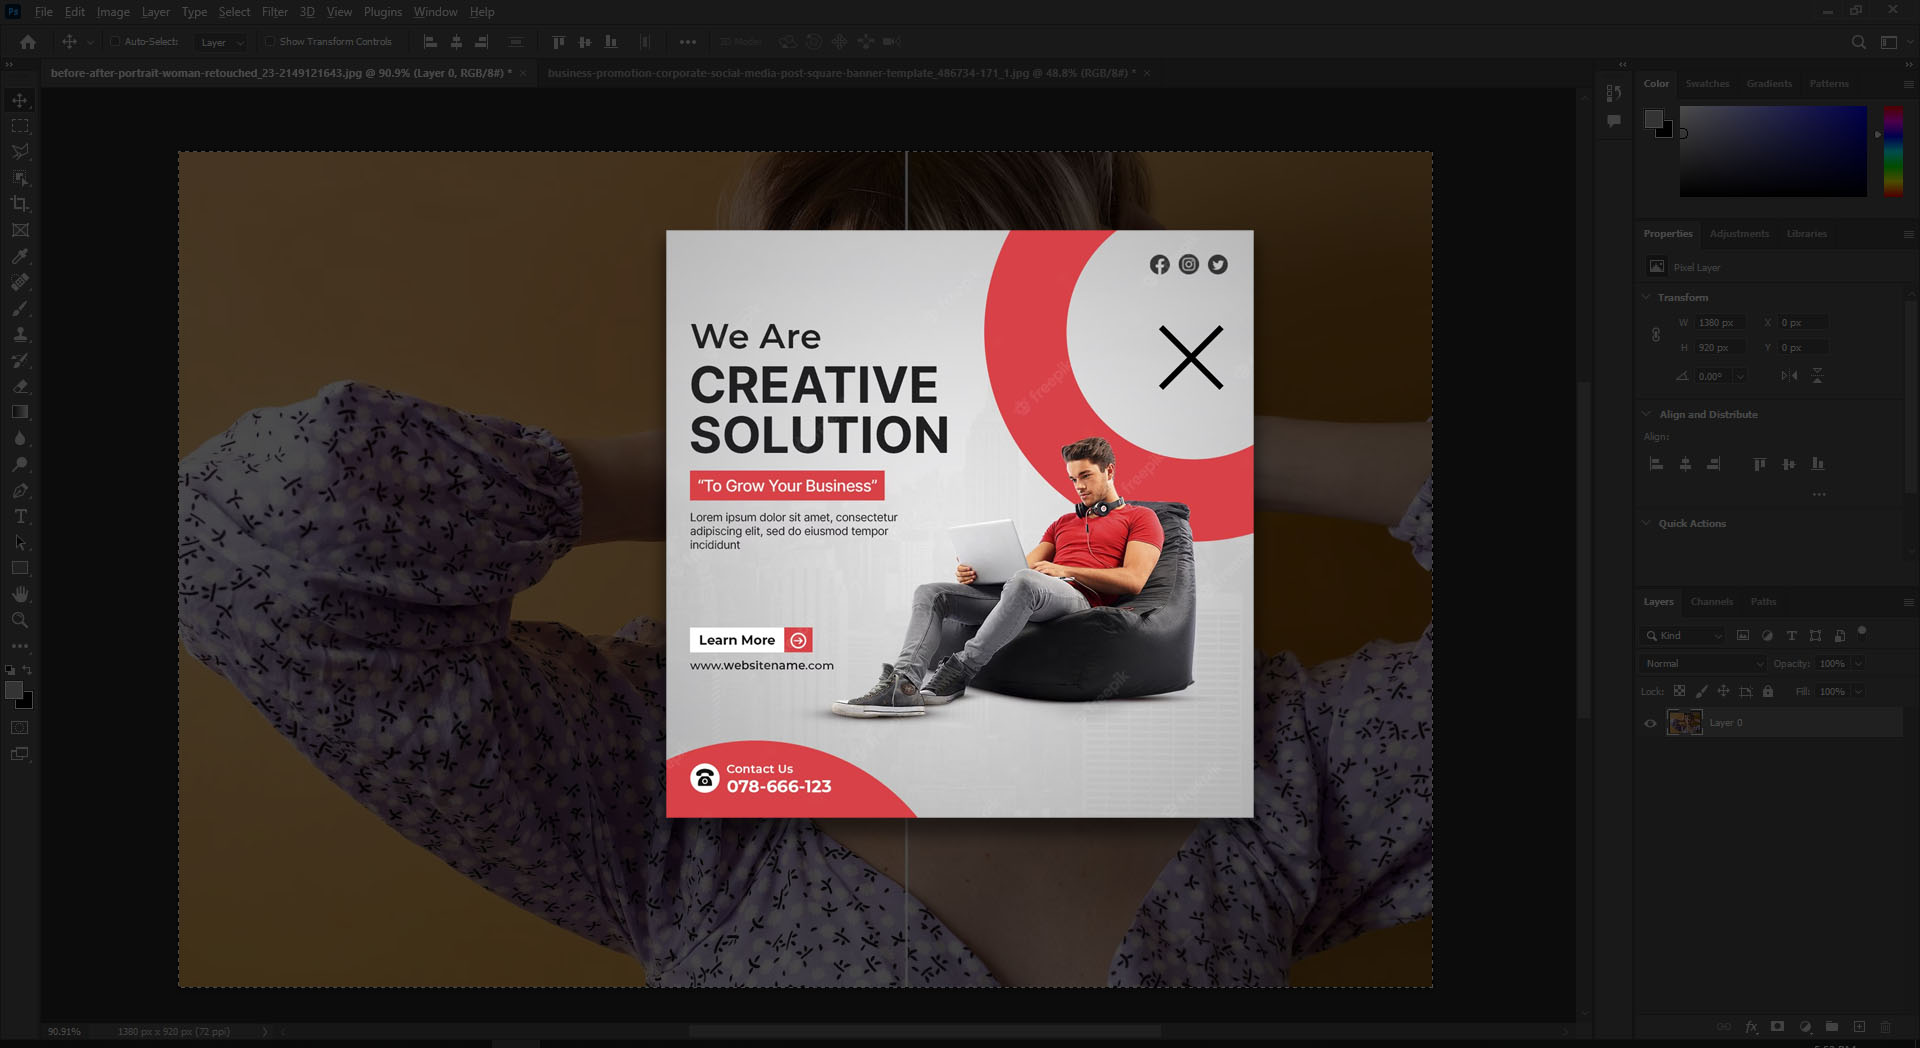 Ps File Edit Image Layer Type Select Filter 3D View Plugins Window Help
Auto-Select: Layer Show Transform Controls 3D Mode:
before-after-portrait-woman-retouched_23-2149121643.jpg @ 90.9% (Layer 0, RGB/8#) * × business-promotion-corporate-social-media-post-square-banner-template_486734-171_1.jpg @ 48.8% (RGB/8#) * ×
Color Swatches Gradients Patterns
Properties Adjustments Libraries
Pixel Layer
Transform
W 1380 px X 0 px
H 920 px Y 0 px
0.00°
Align and Distribute
Align:
Quick Actions
Layers Channels Paths
Kind
Normal Opacity: 100%
Lock: Fill: 100%
Layer 0
We Are
CREATIVE
SOLUTION
“To Grow Your Business”
Lorem ipsum dolor sit amet, consectetur
adipiscing elit, sed do eiusmod tempor
incididunt
Learn More
www.websitename.com
Contact Us
078-666-123
freepik
freepik
freepik
90.91% 1380 px x 920 px (72 ppi)